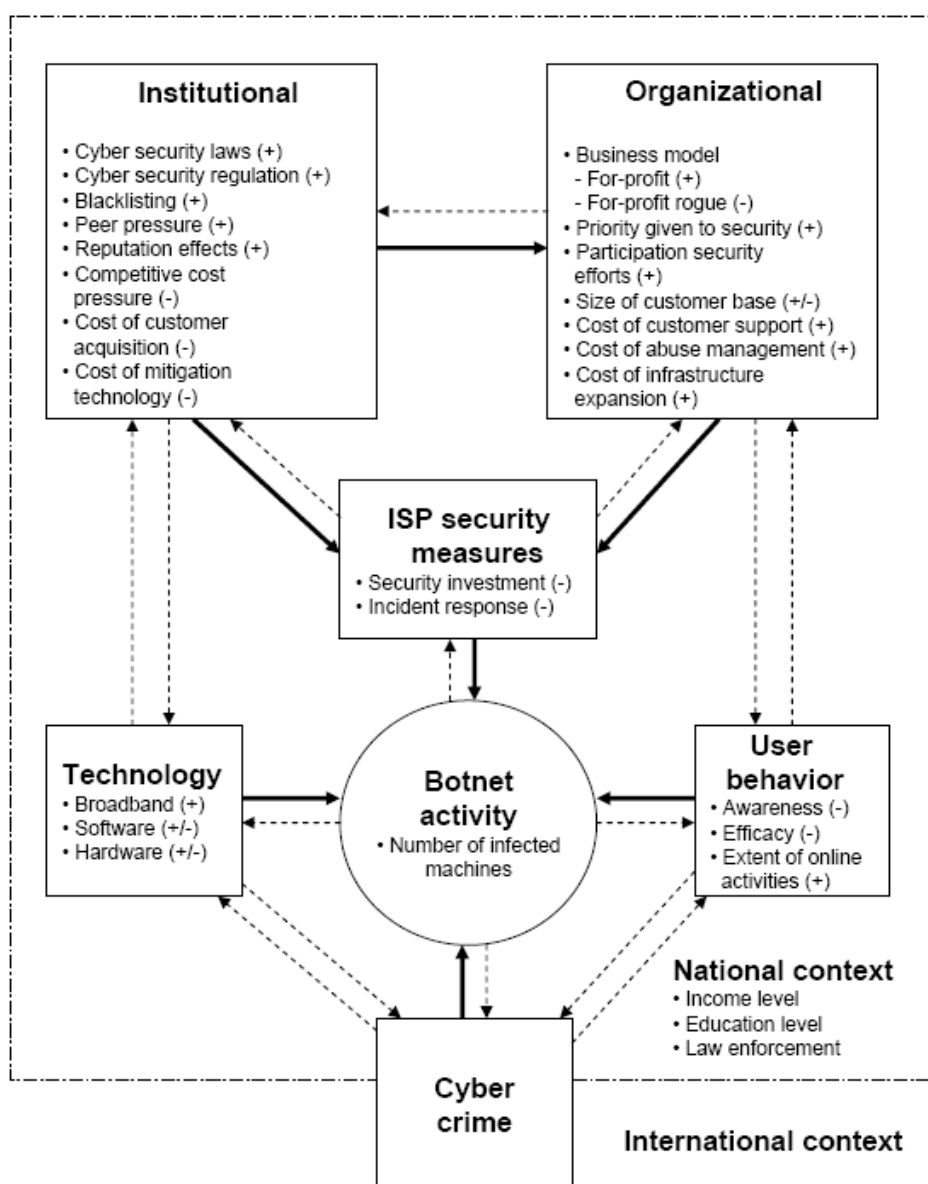 Institutional
• Cyber security laws (+)
• Cyber security regulation (+)
• Blacklisting (+)
• Peer pressure (+)
• Reputation effects (+)
• Competitive cost
pressure (-)
• Cost of customer
acquisition (-)
• Cost of mitigation
technology (-)
Organizational
• Business model
- For-profit (+)
- For-profit rogue (-)
• Priority given to security (+)
• Participation security
efforts (+)
• Size of customer base (+/-)
• Cost of customer support (+)
• Cost of abuse management (+)
• Cost of infrastructure
expansion (+)
ISP security
measures
• Security investment (-)
• Incident response (-)
Technology
• Broadband (+)
• Software (+/-)
• Hardware (+/-)
Botnet
activity
• Number of infected
machines
User
behavior
• Awareness (-)
• Efficacy (-)
• Extent of online
activities (+)
National context
• Income level
• Education level
• Law enforcement
Cyber
crime
International context